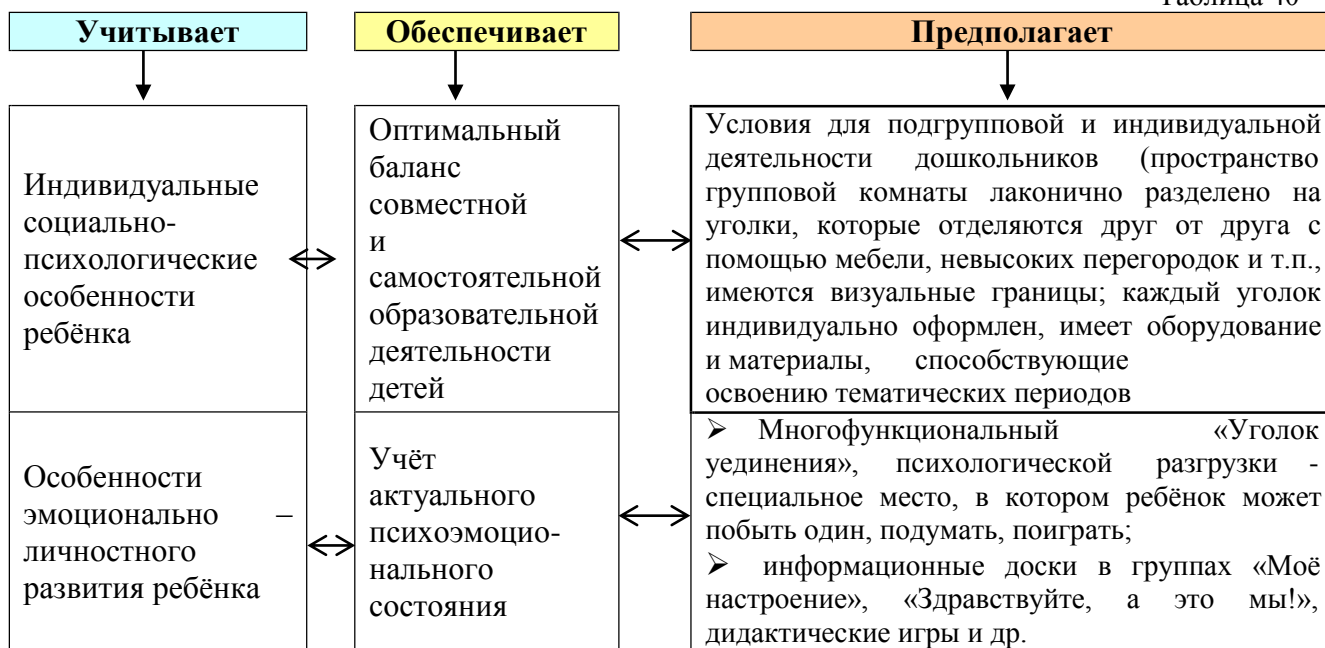 Таблица 40
Учитывает
Обеспечивает
Предполагает
Индивидуальные
социально-
психологические
особенности
ребёнка
Оптимальный
баланс
совместной
и
самостоятельной
образовательной
деятельности
детей
Условия для подгрупповой и индивидуальной
деятельности дошкольников (пространство
групповой комнаты лаконично разделено на
уголки, которые отделяются друг от друга с
помощью мебели, невысоких перегородок и т.п.,
имеются визуальные границы; каждый уголок
индивидуально оформлен, имеет оборудование
и материалы, способствующие
освоению тематических периодов
Особенности
эмоционально –
личностного
развития ребёнка
Учёт
актуального
психоэмоцио-
нального
состояния
➢ Многофункциональный «Уголок
уединения», психологической разгрузки -
специальное место, в котором ребёнок может
побыть один, подумать, поиграть;
➢ информационные доски в группах «Моё
настроение», «Здравствуйте, а это мы!»,
дидактические игры и др.